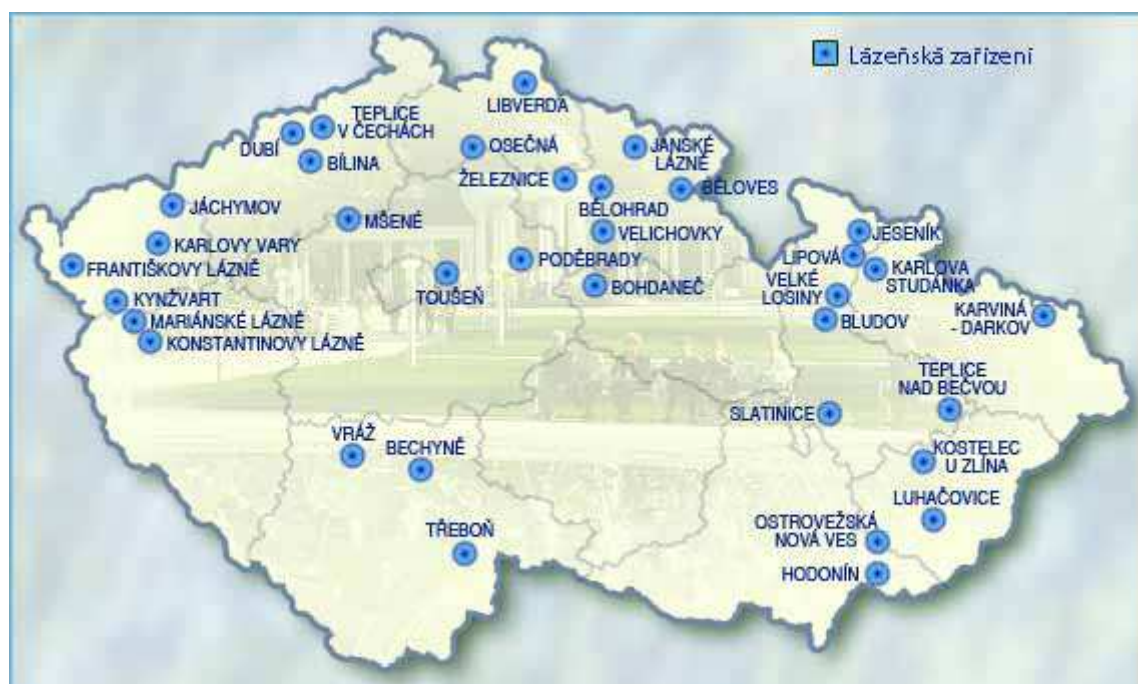 Lázeňská zařízení
LIBVERDA
TEPLICE
V ČECHÁCH
DUBÍ
BÍLINA
OSEČNÁ
JANSKÉ
LÁZNĚ
ŽELEZNICE
BĚLOHRAD
BĚLOVES
JÁCHYMOV
MŠENÉ
VELICHOVKY
KARLOVY VARY
FRANTIŠKOVY LÁZNĚ
PODĚBRADY
TOUŠEŇ
BOHDANEČ
JESENÍK
LIPOVÁ
KARLOVA
STUDÁNKA
VELKÉ
LOSINY
BLUDOV
KARVINÁ
- DARKOV
KYNŽVART
MARIÁNSKÉ LÁZNĚ
KONSTANTINOVY LÁZNĚ
TEPLICE
NAD BEČVOU
SLATINICE
VRÁŽ
BECHYNĚ
KOSTELEC
U ZLÍNA
LUHAČOVICE
TŘEBOŇ
OSTROVEŽSKÁ
NOVÁ VES
HODONÍN